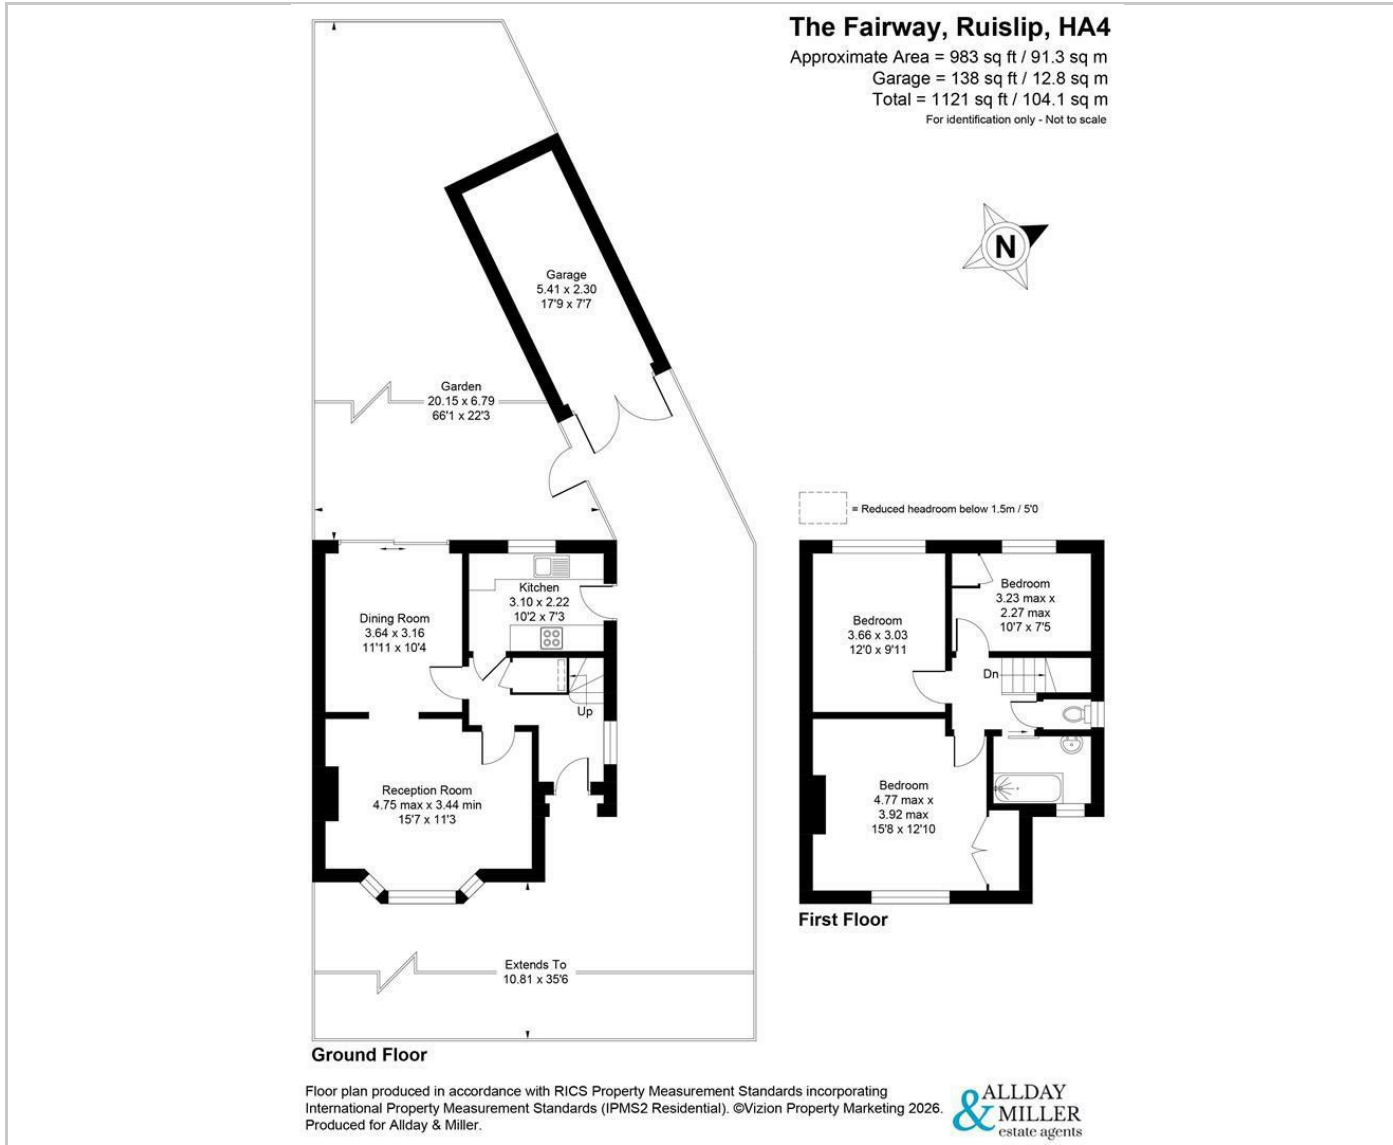 The Fairway, Ruislip, HA4
Approximate Area = 983 sq ft / 91.3 sq m
Garage = 138 sq ft / 12.8 sq m
Total = 1121 sq ft / 104.1 sq m
For identification only - Not to scale
N
Garage
5.41 x 2.30
17'9 x 7'7
Garden
20.15 x 6.79
66'1 x 22'3
= Reduced headroom below 1.5m / 5'0
Kitchen
3.10 x 2.22
10'2 x 7'3
Dining Room
3.64 x 3.16
11'11 x 10'4
Up
Reception Room
4.75 max x 3.44 min
15'7 x 11'3
Extends To
10.81 x 35'6
Ground Floor
Bedroom
3.23 max x
2.27 max
10'7 x 7'5
Bedroom
3.66 x 3.03
12'0 x 9'11
Dn
Bedroom
4.77 max x
3.92 max
15'8 x 12'10
First Floor
Floor plan produced in accordance with RICS Property Measurement Standards incorporating
International Property Measurement Standards (IPMS2 Residential). ©Vizion Property Marketing 2026.
Produced for Allday & Miller.
ALLDAY
& MILLER
estate agents